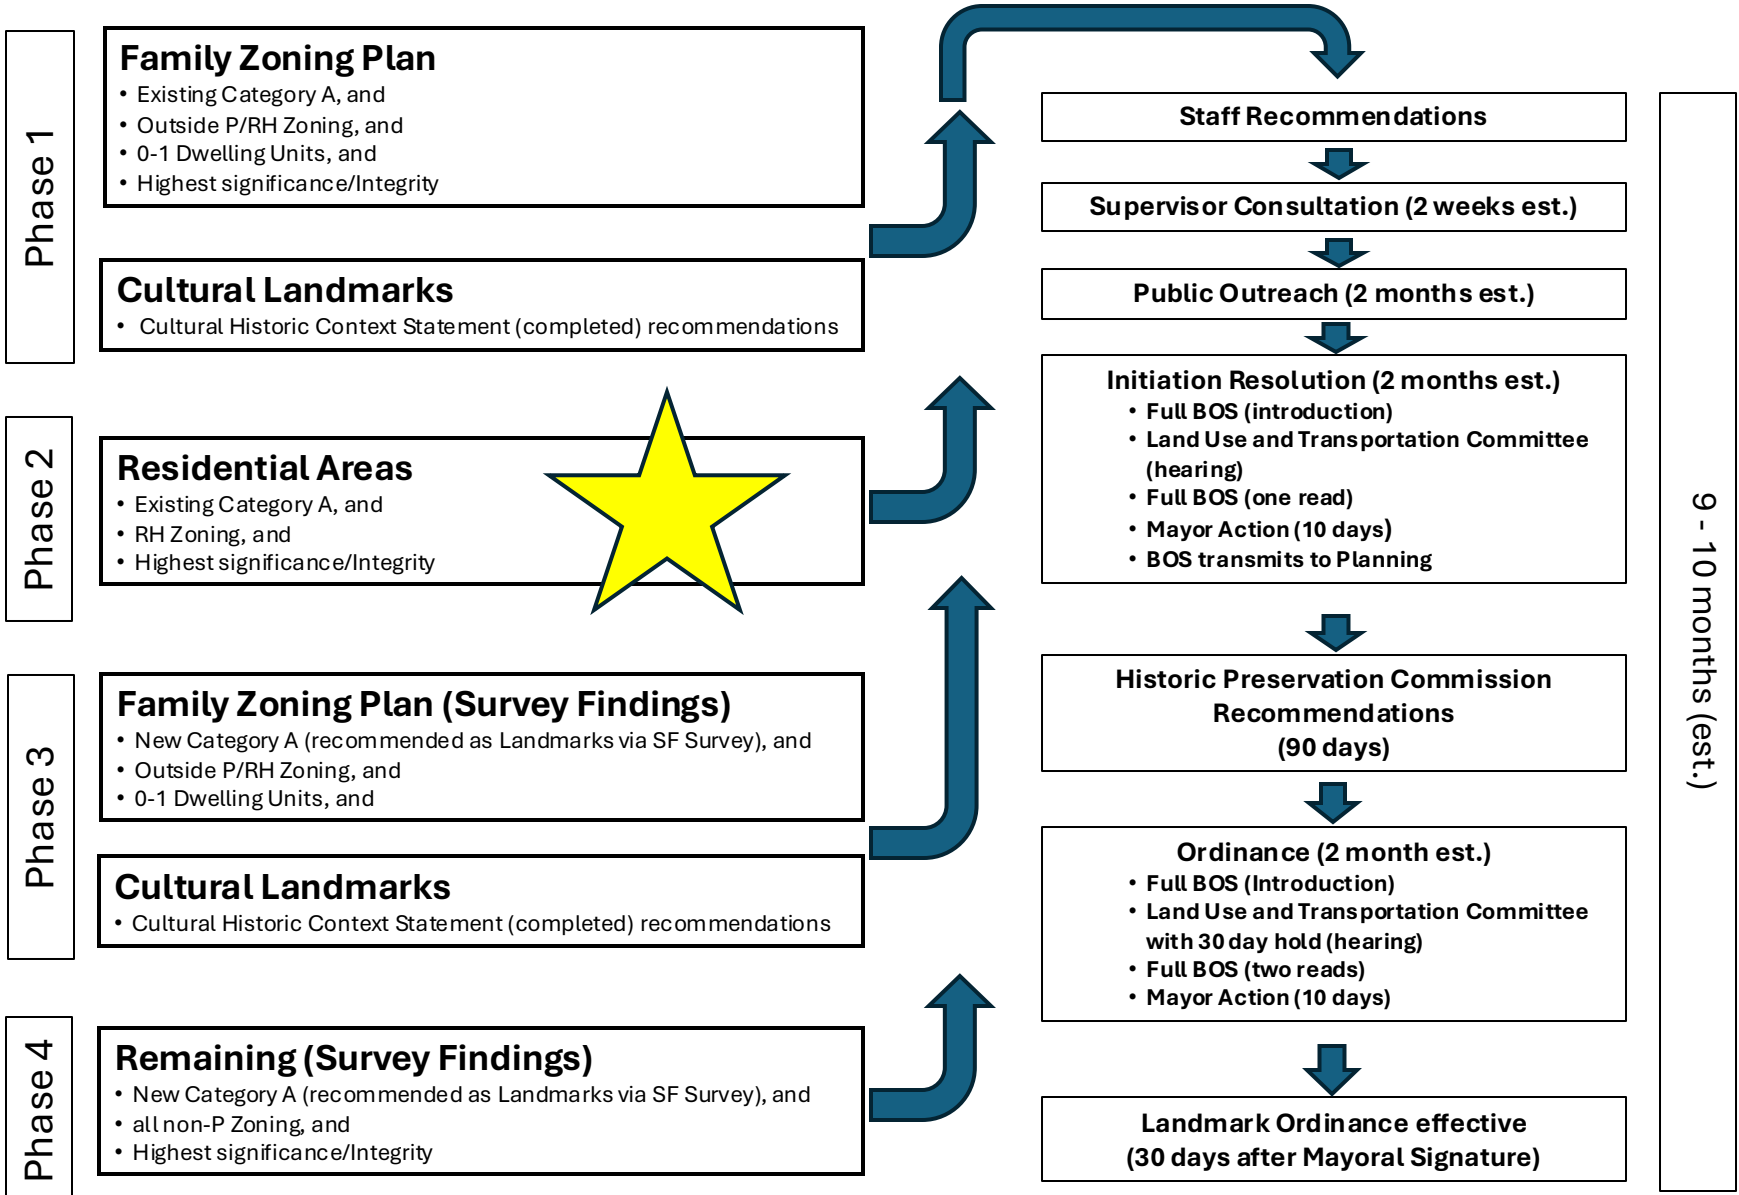 Phase 1
Family Zoning Plan
• Existing Category A, and
• Outside P/RH Zoning, and
• 0-1 Dwelling Units, and
• Highest significance/Integrity
Cultural Landmarks
• Cultural Historic Context Statement (completed) recommendations
Phase 2
Residential Areas
• Existing Category A, and
• RH Zoning, and
• Highest significance/Integrity
Phase 3
Family Zoning Plan (Survey Findings)
• New Category A (recommended as Landmarks via SF Survey), and
• Outside P/RH Zoning, and
• 0-1 Dwelling Units, and
Cultural Landmarks
• Cultural Historic Context Statement (completed) recommendations
Phase 4
Remaining (Survey Findings)
• New Category A (recommended as Landmarks via SF Survey), and
• all non-P Zoning, and
• Highest significance/Integrity
Staff Recommendations
Supervisor Consultation (2 weeks est.)
Public Outreach (2 months est.)
Initiation Resolution (2 months est.)
• Full BOS (introduction)
• Land Use and Transportation Committee
(hearing)
• Full BOS (one read)
• Mayor Action (10 days)
• BOS transmits to Planning
Historic Preservation Commission
Recommendations
(90 days)
Ordinance (2 month est.)
• Full BOS (Introduction)
• Land Use and Transportation Committee
with 30 day hold (hearing)
• Full BOS (two reads)
• Mayor Action (10 days)
Landmark Ordinance effective
(30 days after Mayoral Signature)
9 - 10 months (est.)